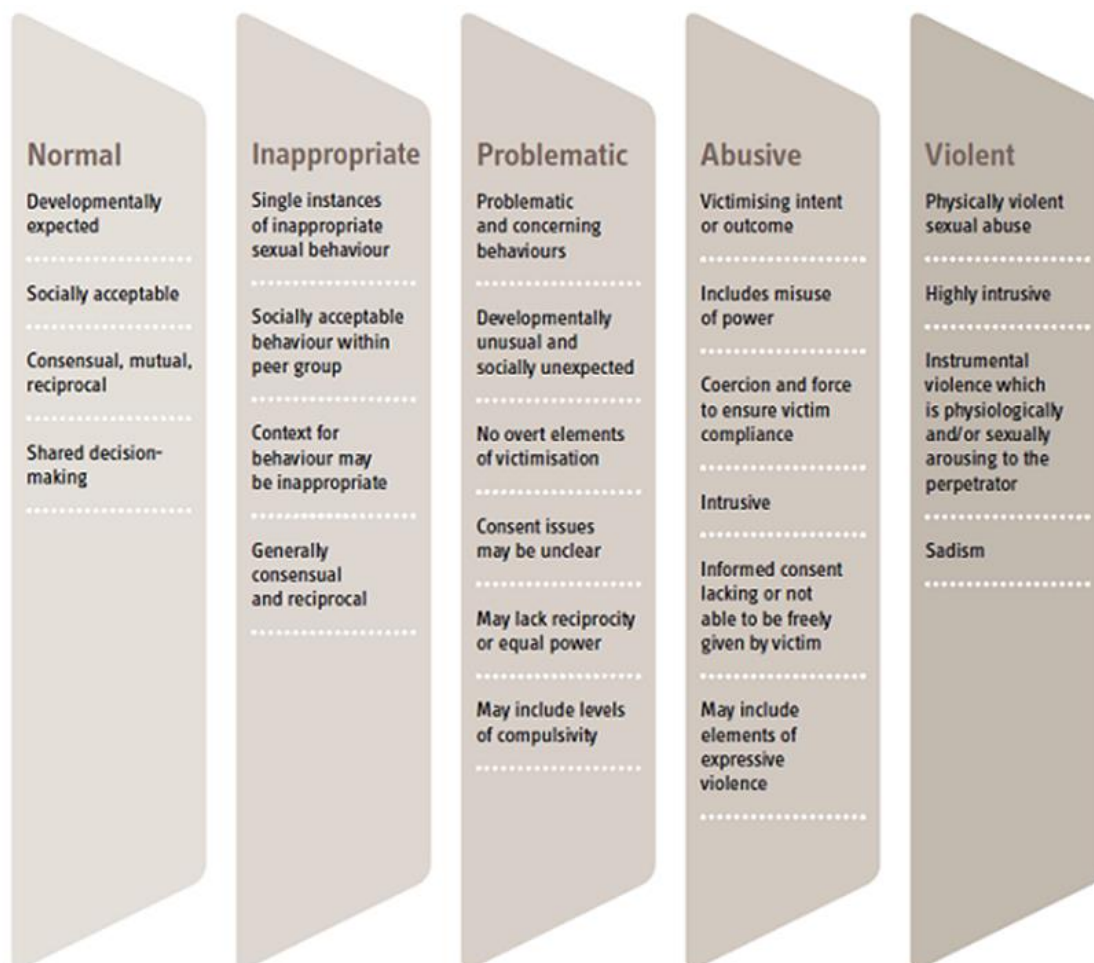 Normal
Developmentally
expected
Socially acceptable
Consensual, mutual,
reciprocal
Shared decision-
making
Inappropriate
Single instances
of inappropriate
sexual behaviour
Socially acceptable
behaviour within
peer group
Context for
behaviour may
be inappropriate
Generally
consensual
and reciprocal
Problematic
Problematic
and concerning
behaviours
Developmentally
unusual and
socially unexpected
No overt elements
of victimisation
Consent issues
may be unclear
May lack reciprocity
or equal power
May include levels
of compulsivity
Abusive
Victimising intent
or outcome
Includes misuse
of power
Coercion and force
to ensure victim
compliance
Intrusive
Informed consent
lacking or not
able to be freely
given by victim
May include
elements of
expressive
violence
Violent
Physically violent
sexual abuse
Highly intrusive
Instrumental
violence which
is physiologically
and/or sexually
arousing to the
perpetrator
Sadism